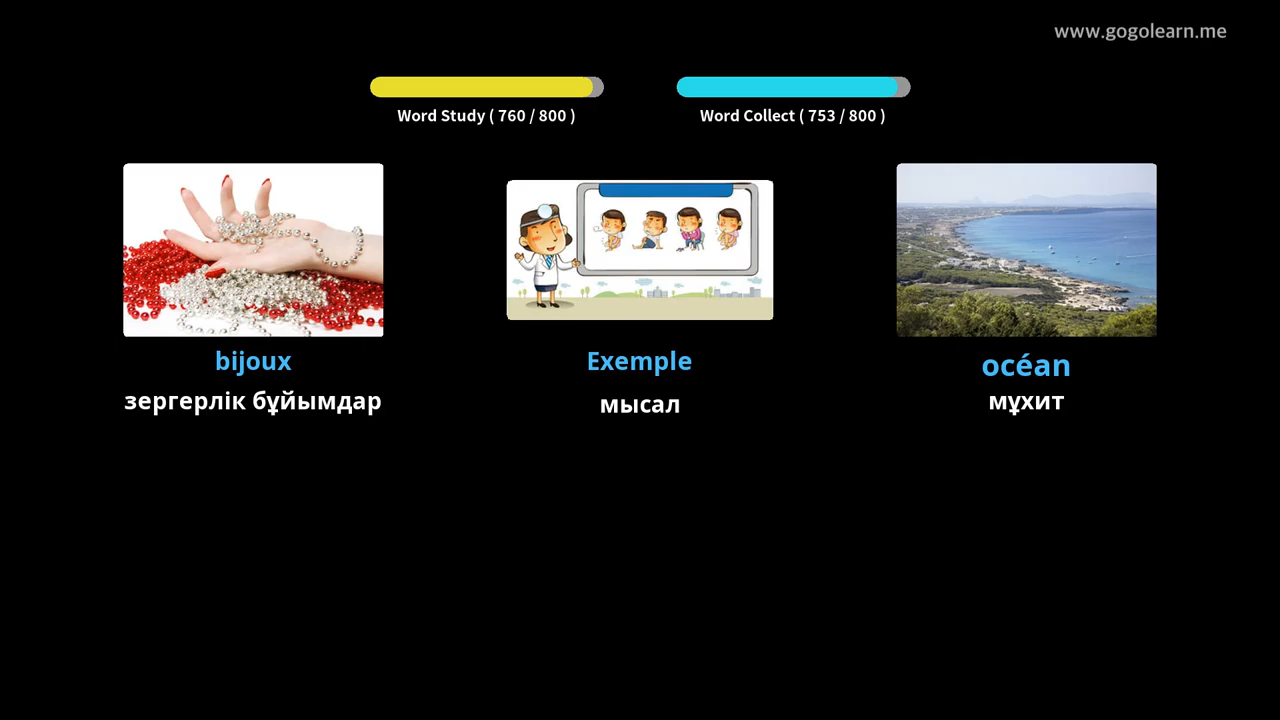 www.gogolearn.me
Word Study ( 760 / 800 )
Word Collect ( 753 / 800 )
bijoux
зергерлік бұйымдар
Exemple
мысал
océan
мұхит